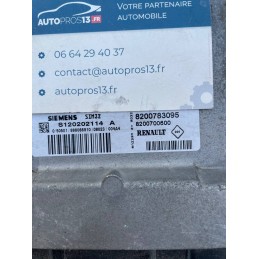 AUTOPROS13.FR
VOTRE PARTENAIRE
AUTOMOBILE
06 64 29 40 37
contact@autopros13.fr
autopros13.fr
SIEMENS SIM32
S120202114 A
8200783095
8200700600
RENAULT